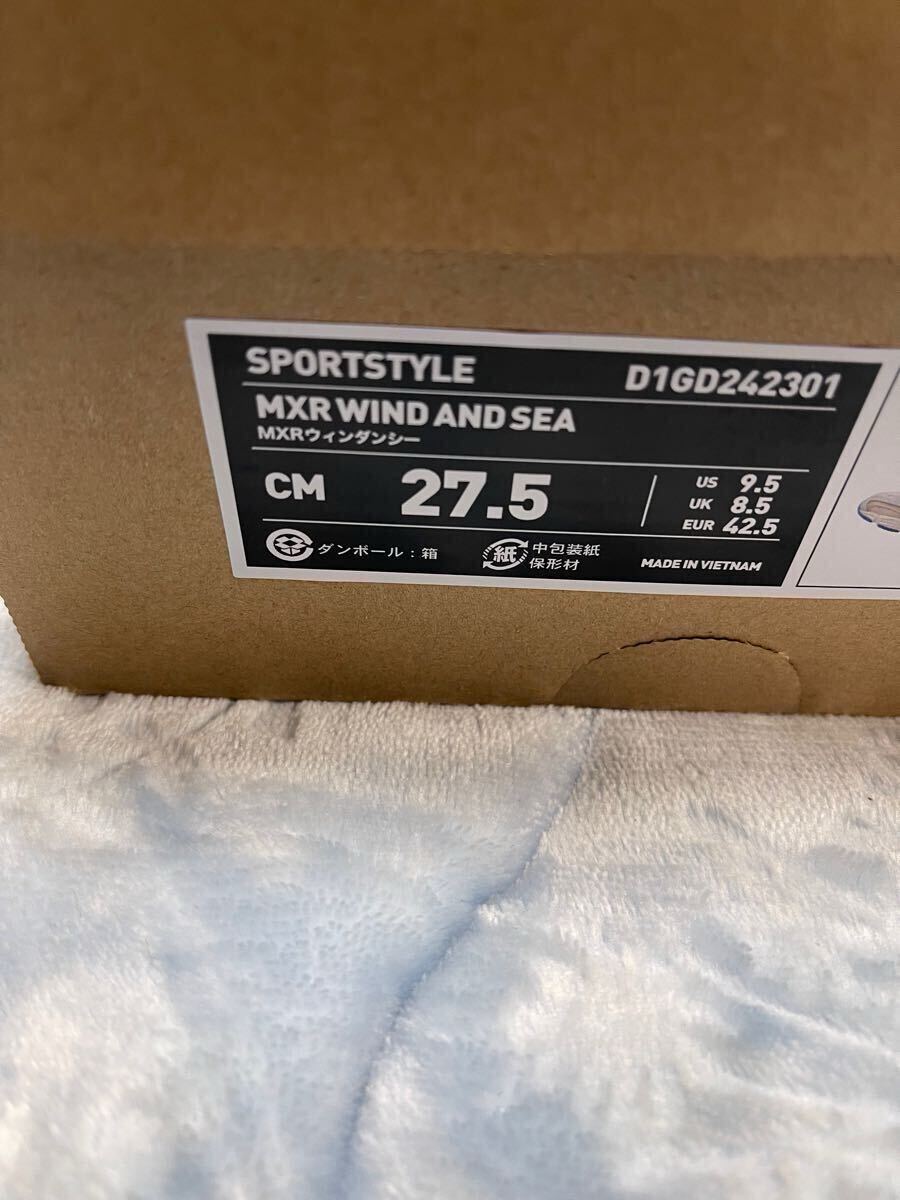 SPORTSTYLE D1GD242301
MXR WIND AND SEA
MXRウィンダンシー
CM 27.5
US 9.5
UK 8.5
EUR 42.5
ダンボール：箱
紙 中包装紙
保形材
MADE IN VIETNAM